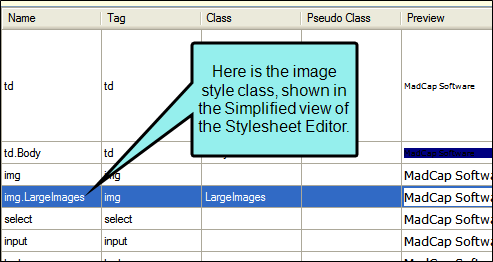 Name Tag Class Pseudo Class Preview
Here is the image
style class, shown in
the Simplified view of
the Stylesheet Editor.
td td MadCap Software
td.Body td
img img MadCap Softwa
img.LargeImages img LargeImages MadCap Softwa
select select MadCap Softwa
input input MadCap Softwa